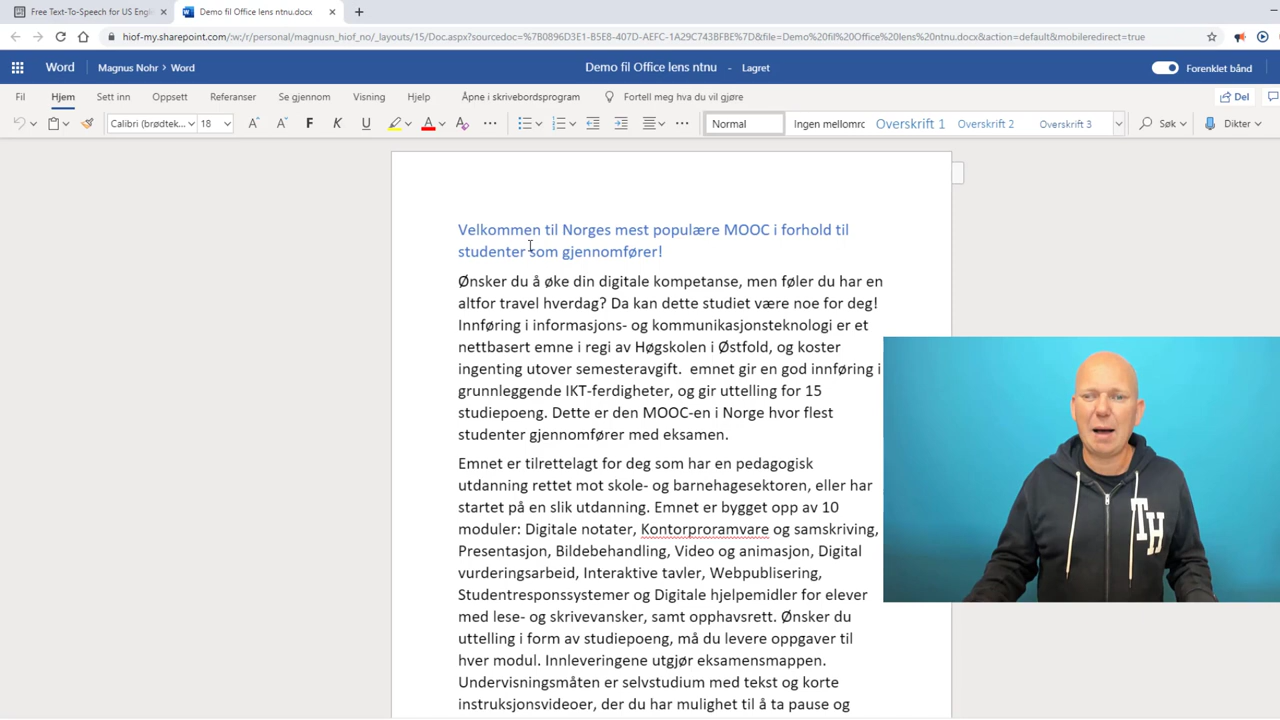 Free Text-To-Speech for US Engl
Demo fil Office lens ntnu.docx
hiof-my.sharepoint.com/:w:/r/personal/magnusn_hiof_no/_layouts/15/Doc.aspx?sourcedoc=%7B0896D3E1-B5E8-407D-AEFC-1A29C743BFBE%7D&file=Demo%20fil%20Office%20lens%20ntnu.docx&action=default&mobileredirect=true
Word Magnus Nohr > Word Demo fil Office lens ntnu - Lagret Forenklet bånd
Fil Hjem Sett inn Oppsett Referanser Se gjennom Visning Hjelp Åpne i skrivebordsprogram Fortell meg hva du vil gjøre Del
Calibri (brødtek... 18 F K U A Normal Ingen mellomro Overskrift 1 Overskrift 2 Overskrift 3 Søk Dikter
Velkommen til Norges mest populære MOOC i forhold til
studenter som gjennomfører!
Ønsker du å øke din digitale kompetanse, men føler du har en
altfor travel hverdag? Da kan dette studiet være noe for deg!
Innføring i informasjons- og kommunikasjonsteknologi er et
nettbasert emne i regi av Høgskolen i Østfold, og koster
ingenting utover semesteravgift.  emnet gir en god innføring i
grunnleggende IKT-ferdigheter, og gir uttelling for 15
studiepoeng. Dette er den MOOC-en i Norge hvor flest
studenter gjennomfører med eksamen.
Emnet er tilrettelagt for deg som har en pedagogisk
utdanning rettet mot skole- og barnehagesektoren, eller har
startet på en slik utdanning. Emnet er bygget opp av 10
moduler: Digitale notater, Kontorproramvare og samskriving,
Presentasjon, Bildebehandling, Video og animasjon, Digital
vurderingsarbeid, Interaktive tavler, Webpublisering,
Studentresponssystemer og Digitale hjelpemidler for elever
med lese- og skrivevansker, samt opphavsrett. Ønsker du
uttelling i form av studiepoeng, må du levere oppgaver til
hver modul. Innleveringene utgjør eksamensmappen.
Undervisningsmåten er selvstudium med tekst og korte
instruksjonsvideoer, der du har mulighet til å ta pause og
TH